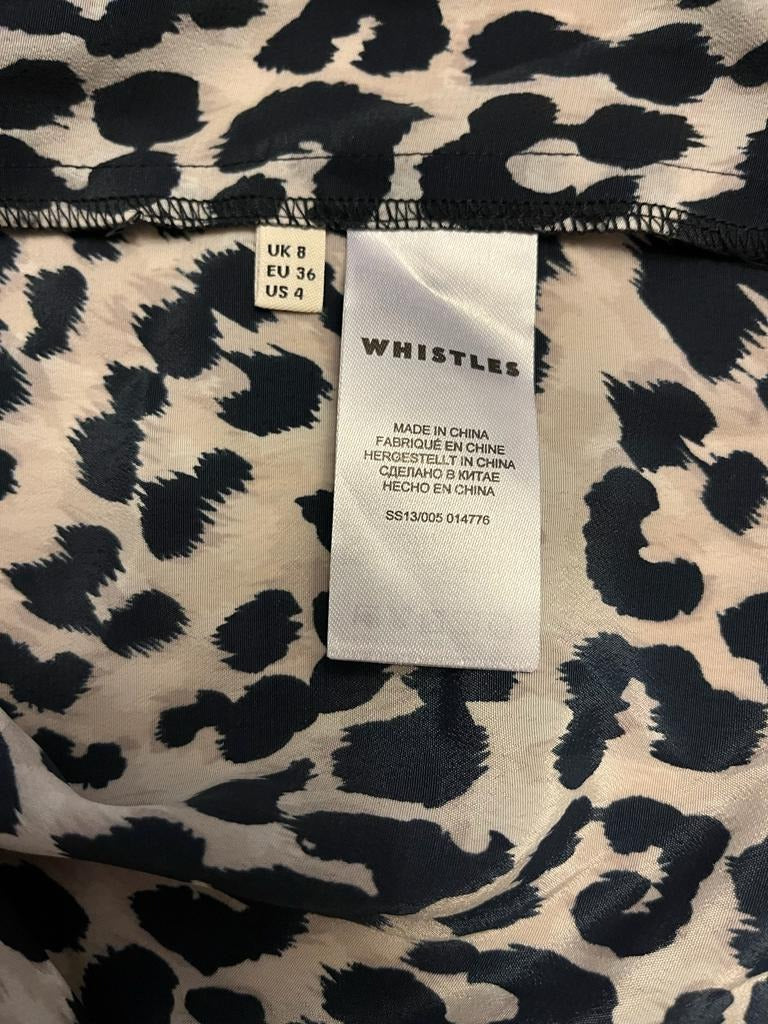 UK 8
EU 36
US 4
WHISTLES
MADE IN CHINA
FABRIQUÉ EN CHINE
HERGESTELLT IN CHINA
СДЕЛАНО В КИТАЕ
HECHO EN CHINA
SS13/005 014776